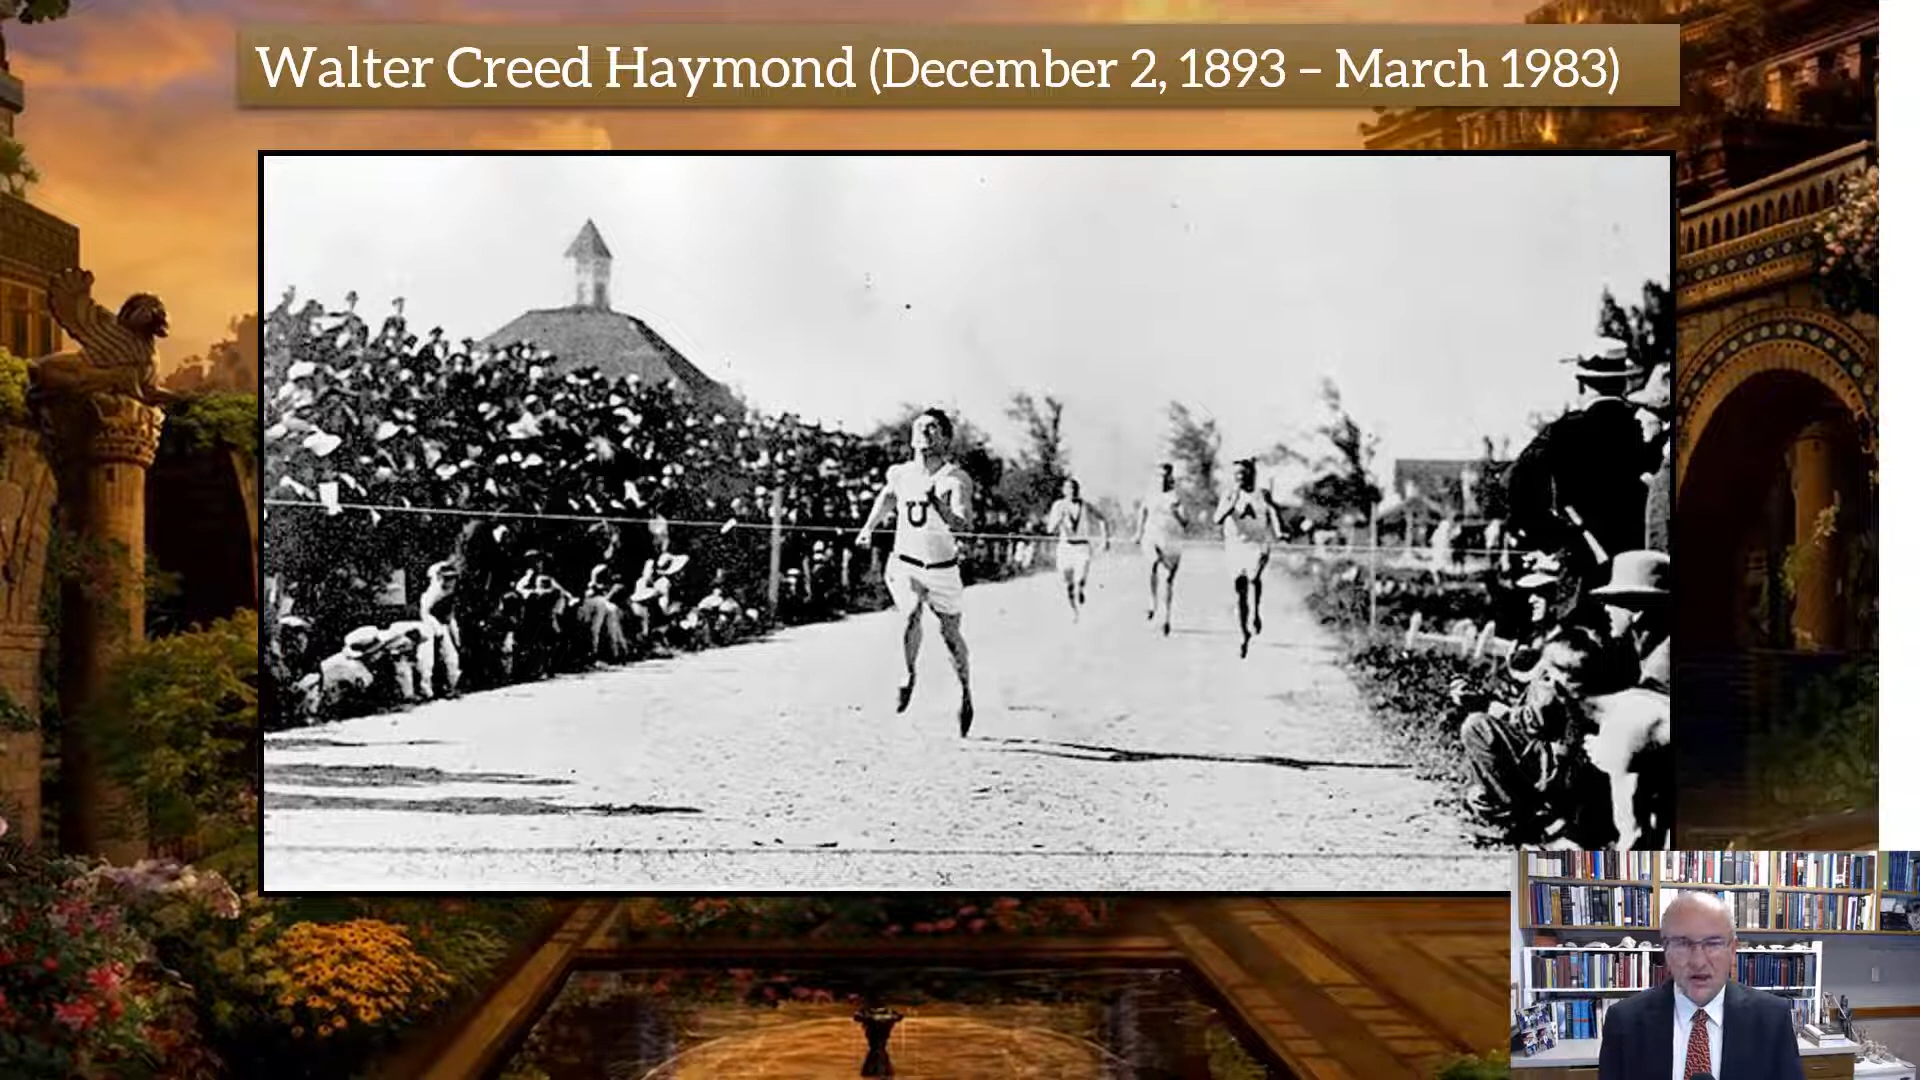 Walter Creed Haymond (December 2, 1893 – March 1983)
U
A